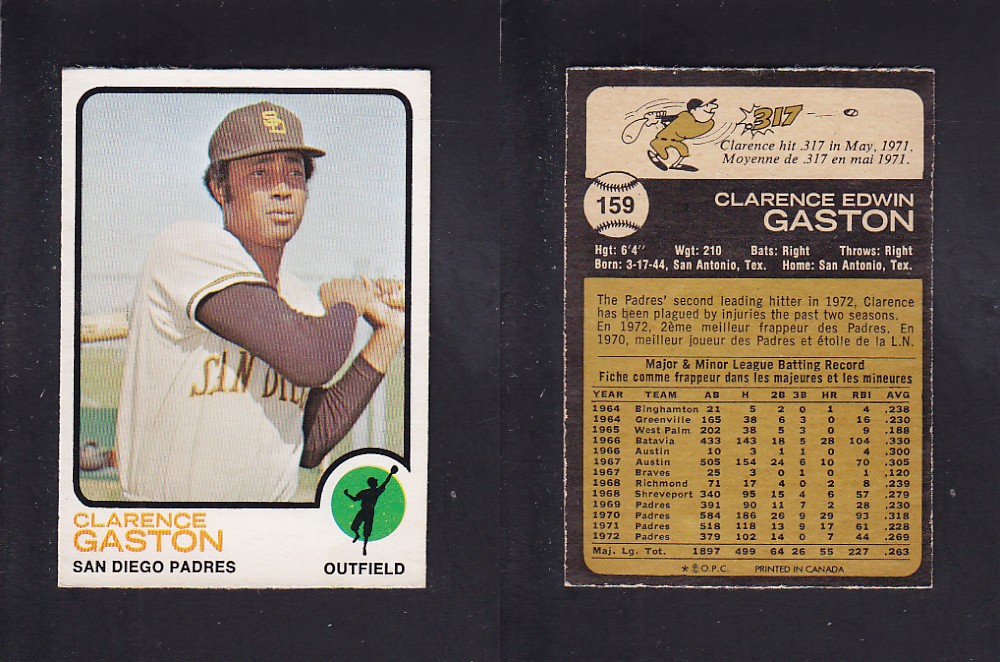 SD
SAN DIE
CLARENCE
GASTON
SAN DIEGO PADRES
OUTFIELD
.317
Clarence hit .317 in May, 1971.
Moyenne de .317 en mai 1971.
159
CLARENCE EDWIN
GASTON
Hgt: 6'4" Wgt: 210 Bats: Right Throws: Right
Born: 3-17-44, San Antonio, Tex. Home: San Antonio, Tex.
The Padres' second leading hitter in 1972, Clarence
has been plagued by injuries the past two seasons.
En 1972, 2ème meilleur frappeur des Padres. En
1970, meilleur joueur des Padres et étoile de la L.N.
Major & Minor League Batting Record
Fiche comme frappeur dans les majeures et les mineures
YEAR TEAM AB H 2B 3B HR RBI AVG
1964 Binghamton 21 5 2 0 1 4 .238
1964 Greenville 165 38 6 3 0 16 .230
1965 West Palm 202 38 5 3 0 9 .188
1966 Batavia 433 143 18 5 28 104 .330
1966 Austin 10 3 1 1 0 4 .300
1967 Austin 505 154 24 6 10 70 .305
1967 Braves 25 3 0 1 0 1 .120
1968 Richmond 71 17 4 0 2 8 .239
1968 Shreveport 340 95 15 4 6 57 .279
1969 Padres 391 90 11 7 2 28 .230
1970 Padres 584 186 26 9 29 93 .318
1971 Padres 518 118 13 9 17 61 .228
1972 Padres 379 102 14 0 7 44 .269
Maj. Lg. Tot. 1897 499 64 26 55 227 .263
* © O.P.C. PRINTED IN CANADA